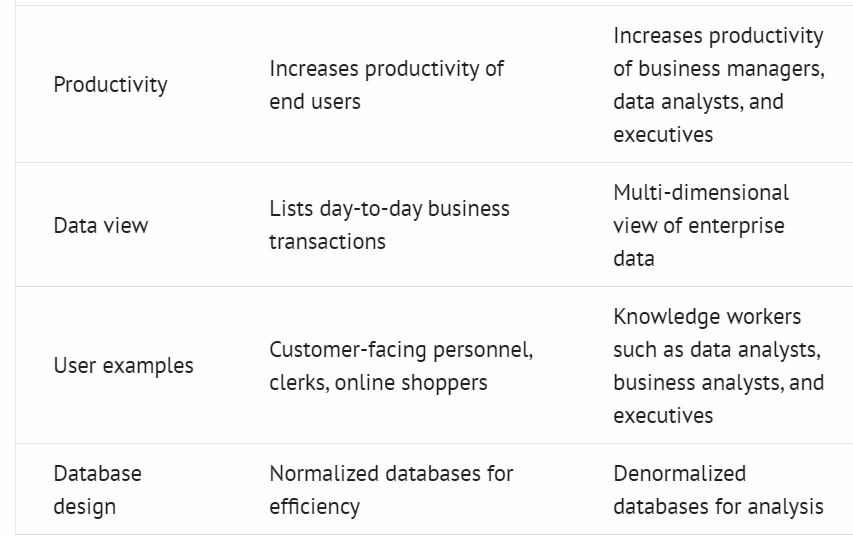 Productivity
Increases productivity of
end users
Increases productivity
of business managers,
data analysts, and
executives
Data view
Lists day-to-day business
transactions
Multi-dimensional
view of enterprise
data
User examples
Customer-facing personnel,
clerks, online shoppers
Knowledge workers
such as data analysts,
business analysts, and
executives
Database
design
Normalized databases for
efficiency
Denormalized
databases for analysis